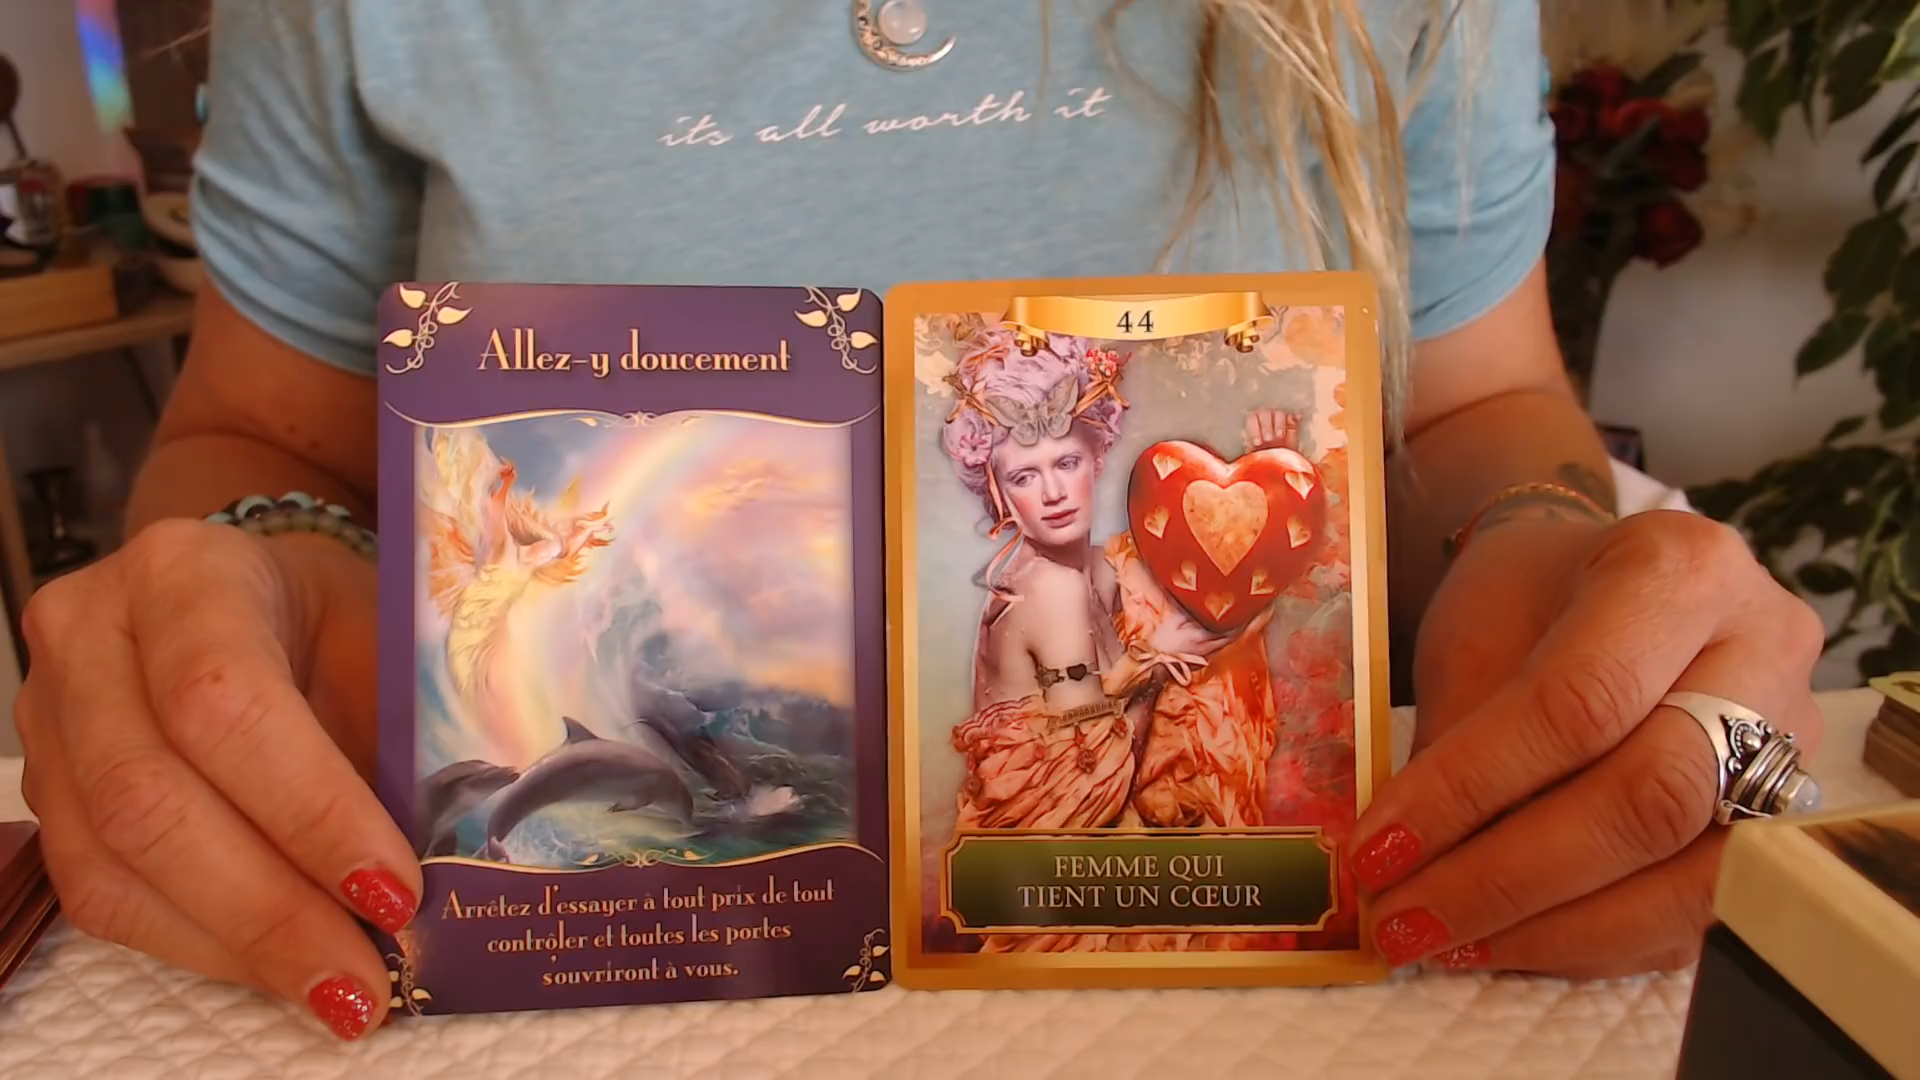 its all worth it
Allez-y doucement
Arrêtez d'essayer à tout prix de tout
contrôler et toutes les portes
s'ouvriront à vous.
44
FEMME QUI
TIENT UN CŒUR